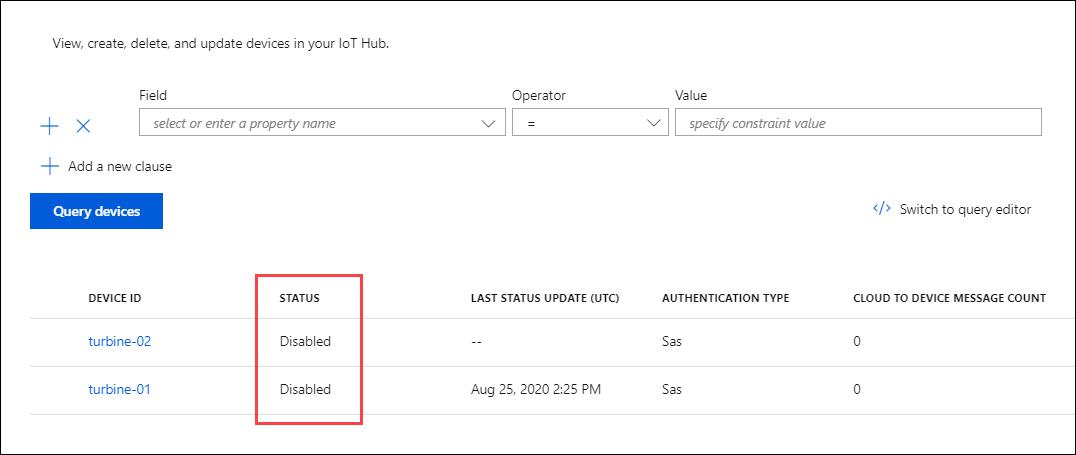 View, create, delete, and update devices in your IoT Hub.
Field Operator Value
select or enter a property name = specify constraint value
Add a new clause
Query devices </> Switch to query editor
DEVICE ID STATUS LAST STATUS UPDATE (UTC) AUTHENTICATION TYPE CLOUD TO DEVICE MESSAGE COUNT
turbine-02 Disabled -- Sas 0
turbine-01 Disabled Aug 25, 2020 2:25 PM Sas 0